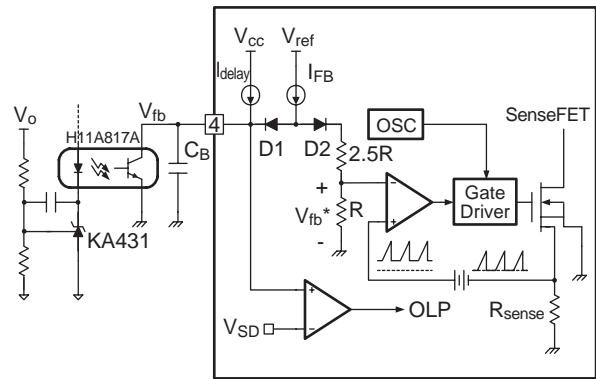 Vcc
Vref
Idelay
IFB
Vo
Vfb
H11A817A
CB
4
D1
D2
2.5R
OSC
SenseFET
+
Vfb*
-
R
-
+
Gate
Driver
KA431
VSD
+
-
OLP
Rsense